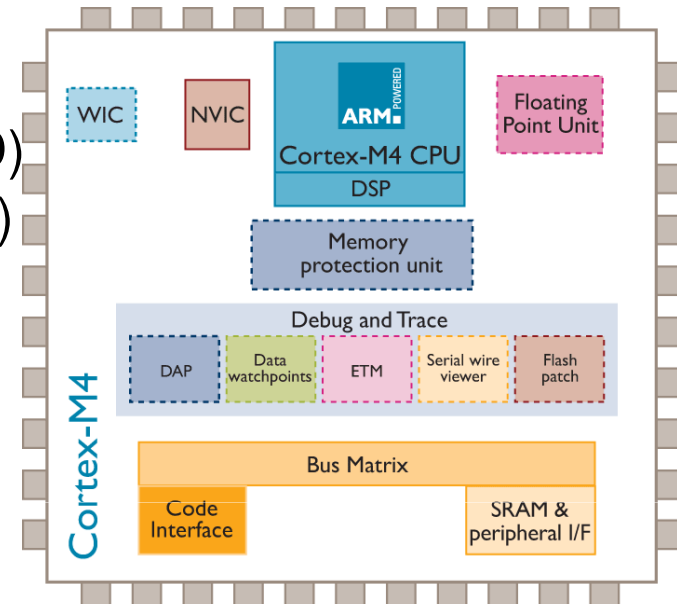 )
)
WIC
NVIC
ARM
POWERED
Cortex-M4 CPU
DSP
Floating
Point Unit
Memory
protection unit
Debug and Trace
DAP
Data
watchpoints
ETM
Serial wire
viewer
Flash
patch
Cortex-M4
Bus Matrix
Code
Interface
SRAM &
peripheral I/F